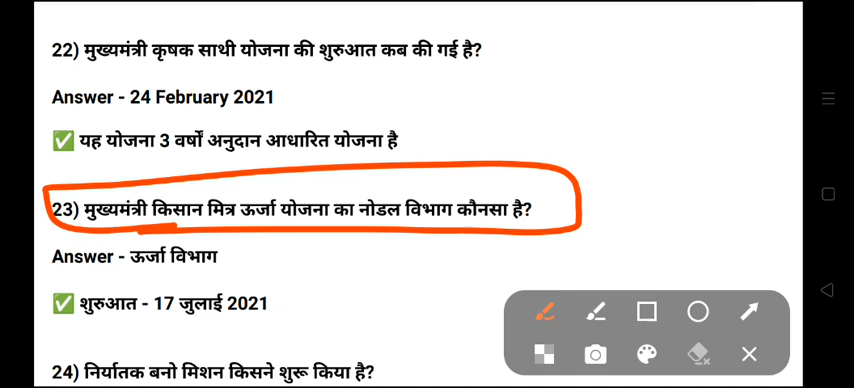 22) मुख्यमंत्री कृषक साथी योजना की शुरुआत कब की गई है?
Answer - 24 February 2021
✅ यह योजना 3 वर्षों अनुदान आधारित योजना है
23) मुख्यमंत्री किसान मित्र ऊर्जा योजना का नोडल विभाग कौनसा है?
Answer - ऊर्जा विभाग
✅ शुरुआत - 17 जुलाई 2021
24) निर्यातक बनो मिशन किसने शुरू किया है?